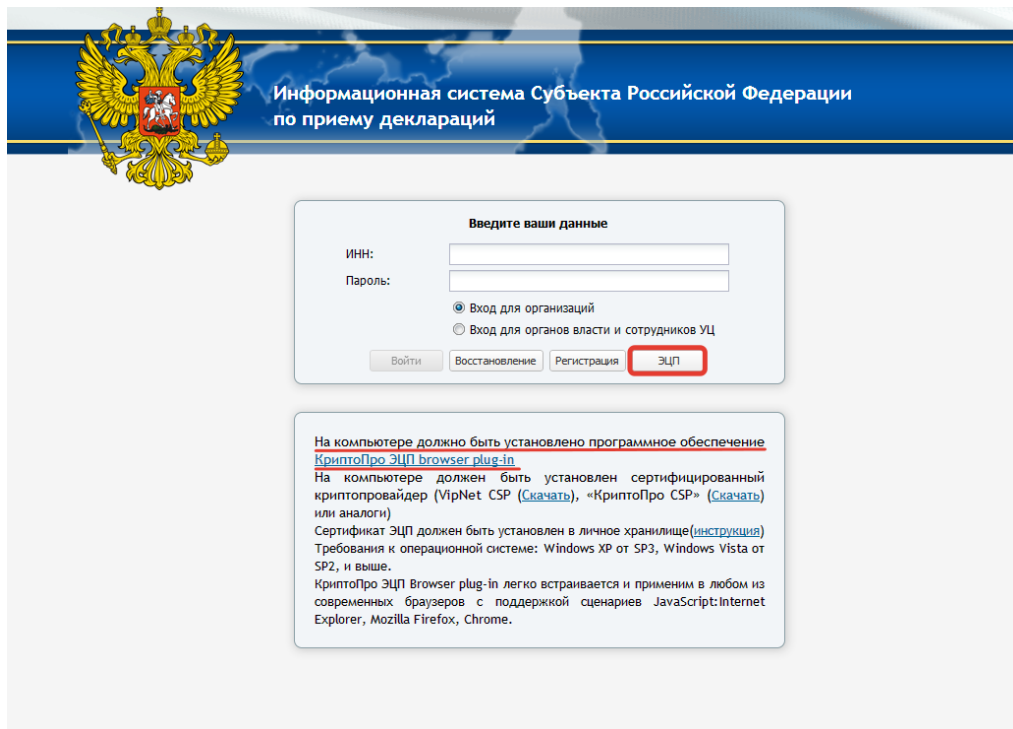 Информационная система Субъекта Российской Федерации
по приему деклараций
Введите ваши данные
ИНН:
Пароль:
Вход для организаций
Вход для органов власти и сотрудников УЦ
Войти Восстановление Регистрация ЭЦП
На компьютере должно быть установлено программное обеспечение
КриптоПро ЭЦП browser plug-in
На компьютере должен быть установлен сертифицированный
криптопровайдер (VipNet CSP (Скачать), «КриптоПро CSP» (Скачать)
или аналоги)
Сертификат ЭЦП должен быть установлен в личное хранилище(инструкция)
Требования к операционной системе: Windows XP от SP3, Windows Vista от
SP2, и выше.
КриптоПро ЭЦП Browser plug-in легко встраивается и применим в любом из
современных браузеров с поддержкой сценариев JavaScript:Internet
Explorer, Mozilla Firefox, Chrome.